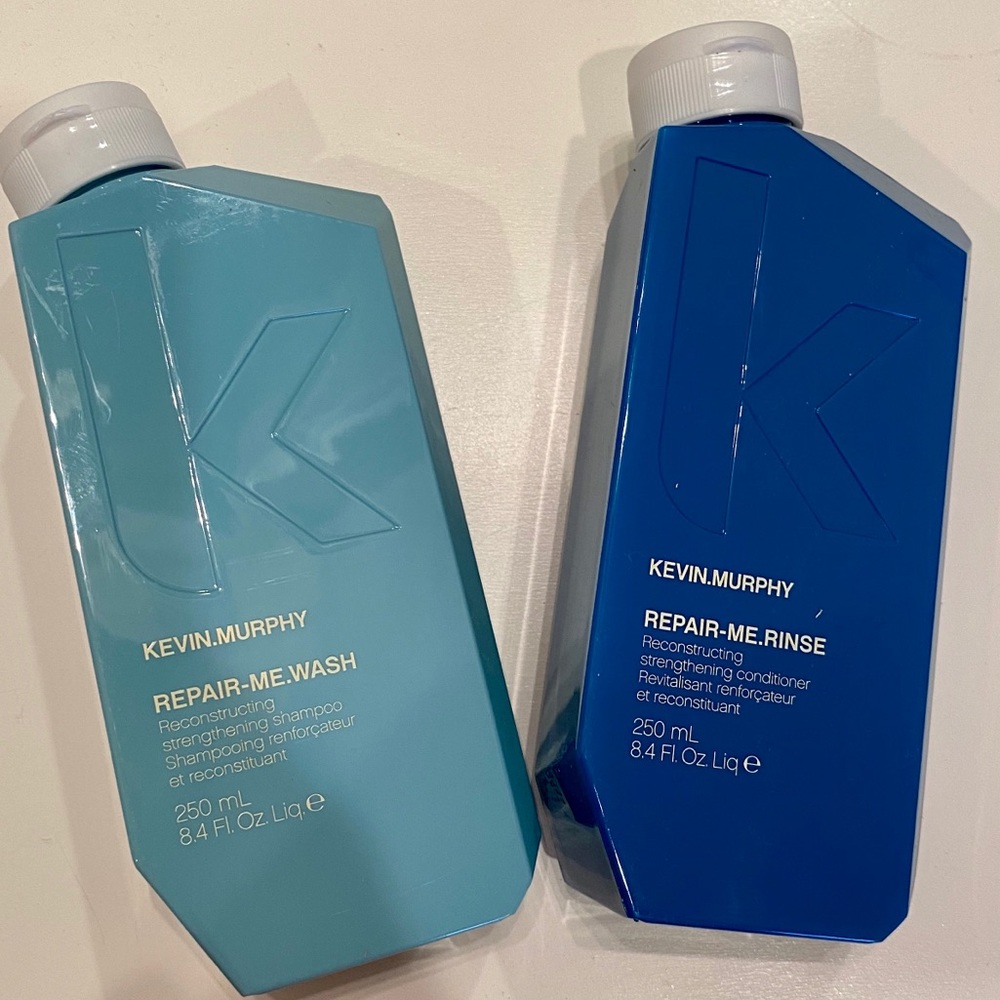 KEVIN.MURPHY
REPAIR-ME.WASH
Reconstructing
strengthening shampoo
Shampooing renforçateur
et reconstituant
250 mL
8.4 Fl. Oz. Liq. e
KEVIN.MURPHY
REPAIR-ME.RINSE
Reconstructing
strengthening conditioner
Revitalisant renforçateur
et reconstituant
250 mL
8.4 Fl. Oz. Liq e